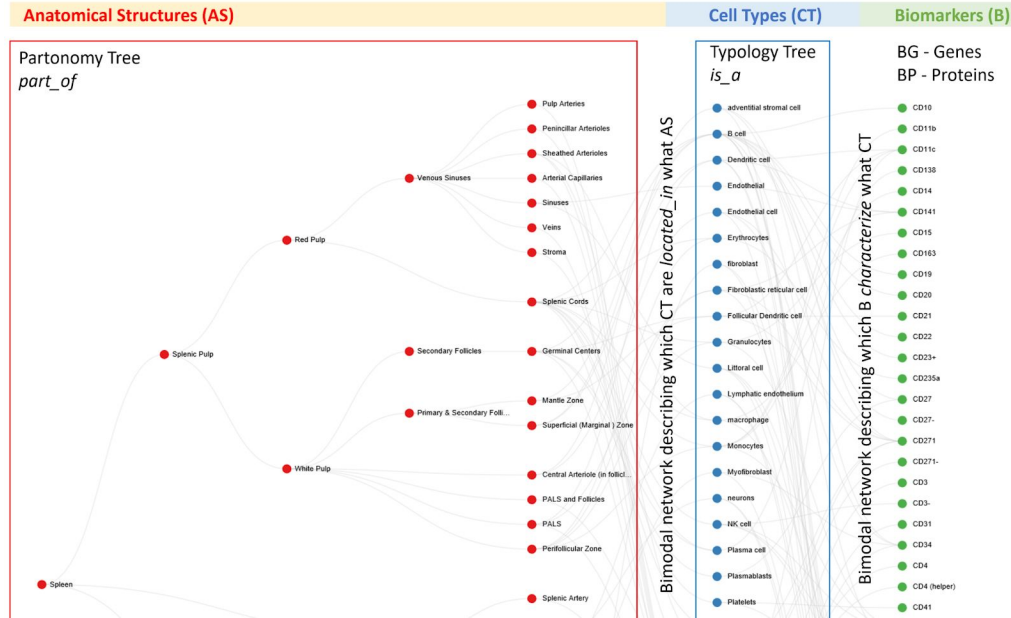 Anatomical Structures (AS)
Cell Types (CT)
Biomarkers (B)
Partonomy Tree
part_of
Spleen
Splenic Pulp
Red Pulp
White Pulp
Venous Sinuses
Secondary Follicles
Primary & Secondary Folli...
Pulp Arteries
Penincillar Arterioles
Sheathed Arterioles
Arterial Capillaries
Sinuses
Veins
Stroma
Splenic Cords
Germinal Centers
Mantle Zone
Superficial (Marginal ) Zone
Central Arteriole (in follicl...
PALS and Follicles
PALS
Perifollicular Zone
Splenic Artery
Bimodal network describing which CT are located_in what AS
Typology Tree
is_a
adventitial stromal cell
B cell
Dendritic cell
Endothelial
Endothelial cell
Erythrocytes
fibroblast
Fibroblastic reticular cell
Follicular Dendritic cell
Granulocytes
Littoral cell
Lymphatic endothelium
macrophage
Monocytes
Myofibroblast
neurons
NK cell
Plasma cell
Plasmablasts
Platelets
Bimodal network describing which B characterize what CT
BG - Genes
BP - Proteins
CD10
CD11b
CD11c
CD138
CD14
CD141
CD15
CD163
CD19
CD20
CD21
CD22
CD23+
CD235a
CD27
CD27-
CD271
CD271-
CD3
CD3-
CD31
CD34
CD4
CD4 (helper)
CD41